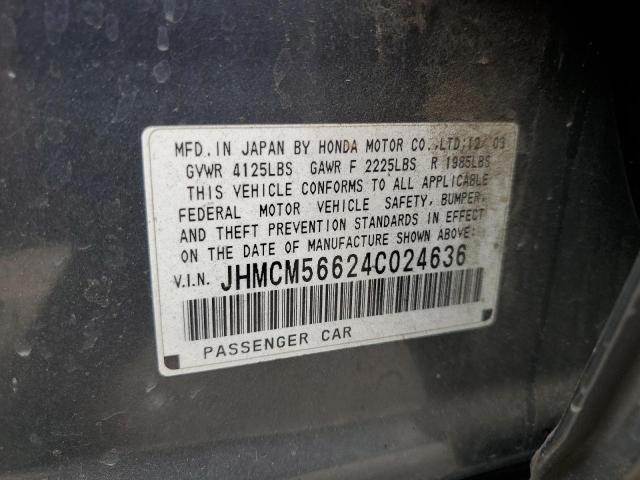 MFD. IN JAPAN BY HONDA MOTOR CO.,LTD; 12/03
GVWR 4125LBS GAWR F 2225LBS R 1985LBS
THIS VEHICLE CONFORMS TO ALL APPLICABLE
FEDERAL MOTOR VEHICLE SAFETY, BUMPER,
AND THEFT PREVENTION STANDARDS IN EFFECT
ON THE DATE OF MANUFACTURE SHOWN ABOVE.
V.I.N. JHMCM56624C024636
PASSENGER CAR